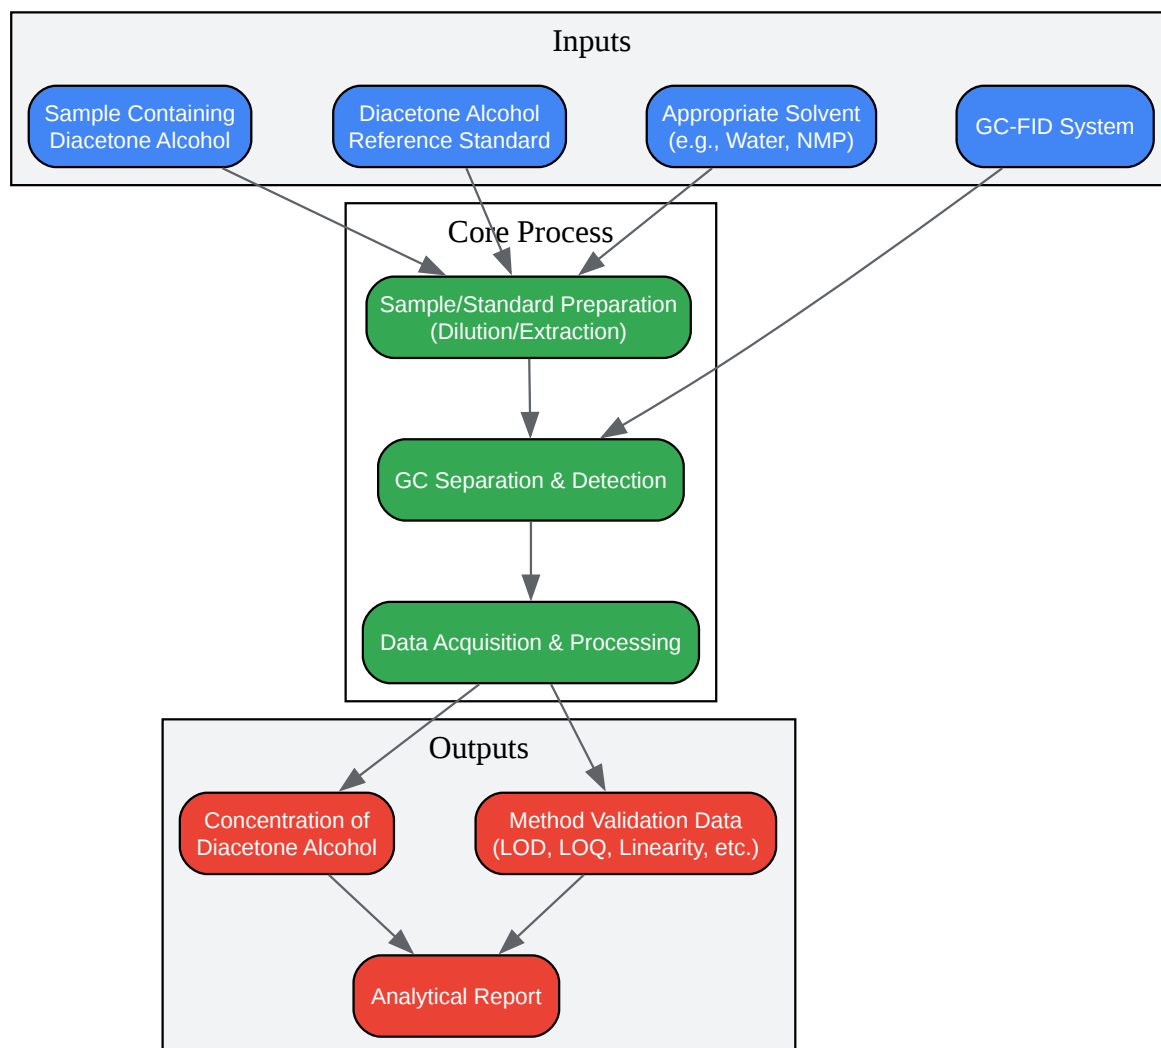 Inputs
Sample Containing
Diacetone Alcohol
Diacetone Alcohol
Reference Standard
Appropriate Solvent
(e.g., Water, NMP)
GC-FID System
Core Process
Sample/Standard Preparation
(Dilution/Extraction)
GC Separation & Detection
Data Acquisition & Processing
Outputs
Concentration of
Diacetone Alcohol
Method Validation Data
(LOD, LOQ, Linearity, etc.)
Analytical Report